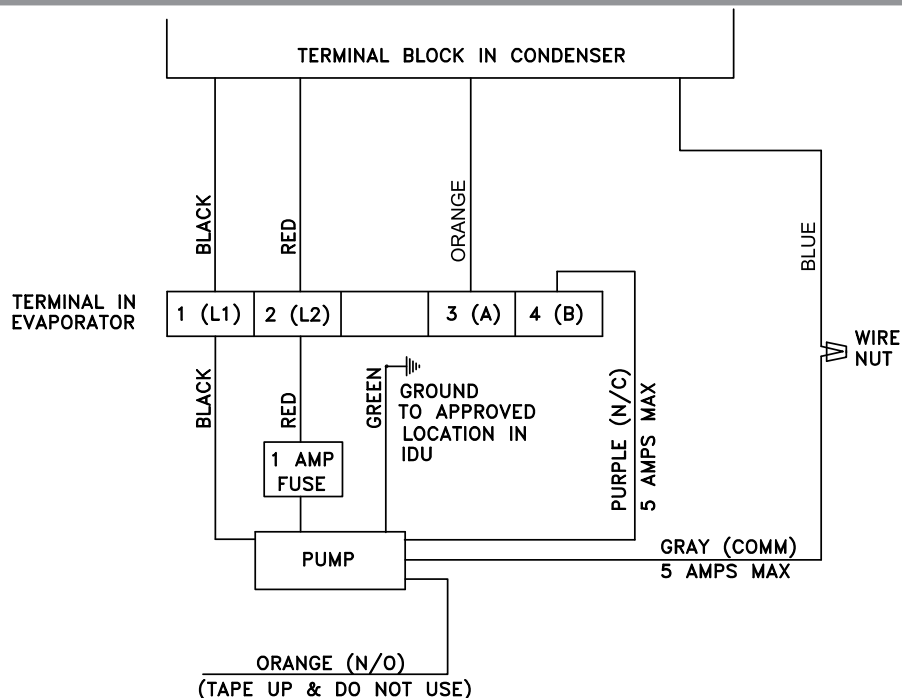 TERMINAL BLOCK IN CONDENSER
BLACK
RED
ORANGE
BLUE
TERMINAL IN
EVAPORATOR
1 (L1)
2 (L2)
3 (A)
4 (B)
WIRE
NUT
BLACK
RED
GREEN
GROUND
TO APPROVED
LOCATION IN
IDU
PURPLE (N/C)
5 AMPS MAX
1 AMP
FUSE
PUMP
GRAY (COMM)
5 AMPS MAX
ORANGE (N/O)
(TAPE UP & DO NOT USE)